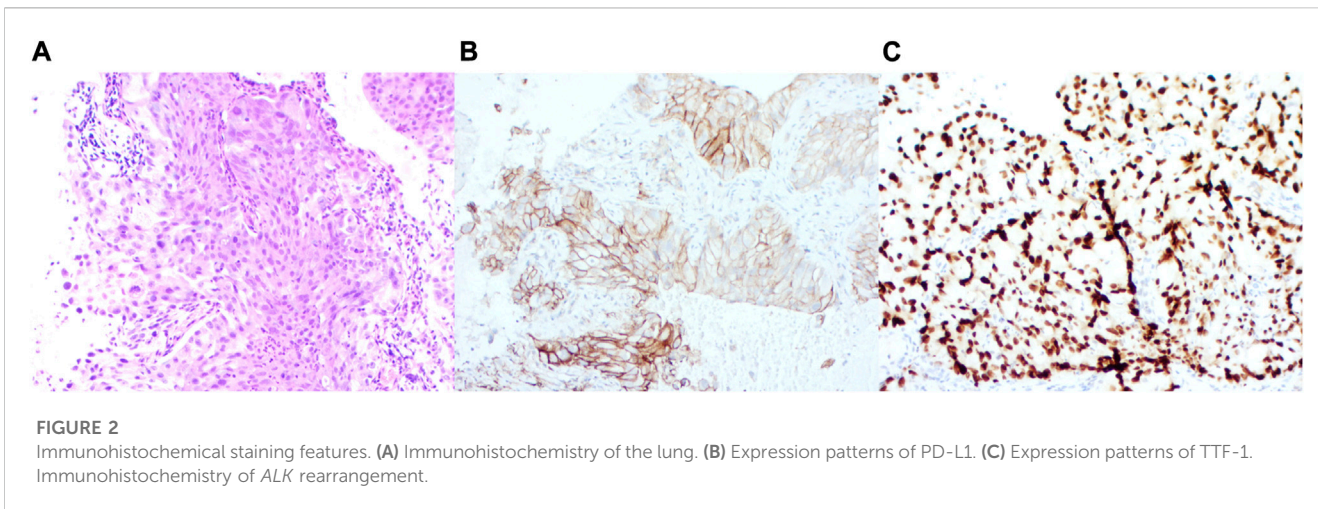 A
B
C
FIGURE 2
Immunohistochemical staining features. (A) Immunohistochemistry of the lung. (B) Expression patterns of PD-L1. (C) Expression patterns of TTF-1.
Immunohistochemistry of ALK rearrangement.